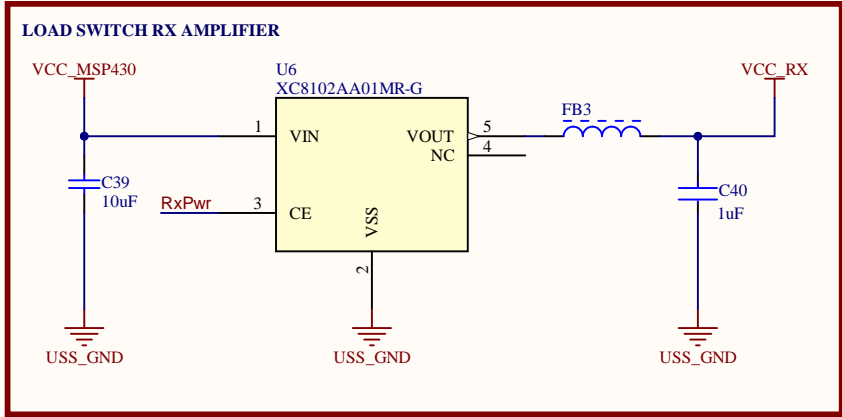 LOAD SWITCH RX AMPLIFIER
VCC_MSP430
U6
XC8102AA01MR-G
VCC_RX
FB3
1
VIN
VOUT
5
NC
4
C39
10uF
RxPwr
3
CE
VSS
2
C40
1uF
USS_GND
USS_GND
USS_GND